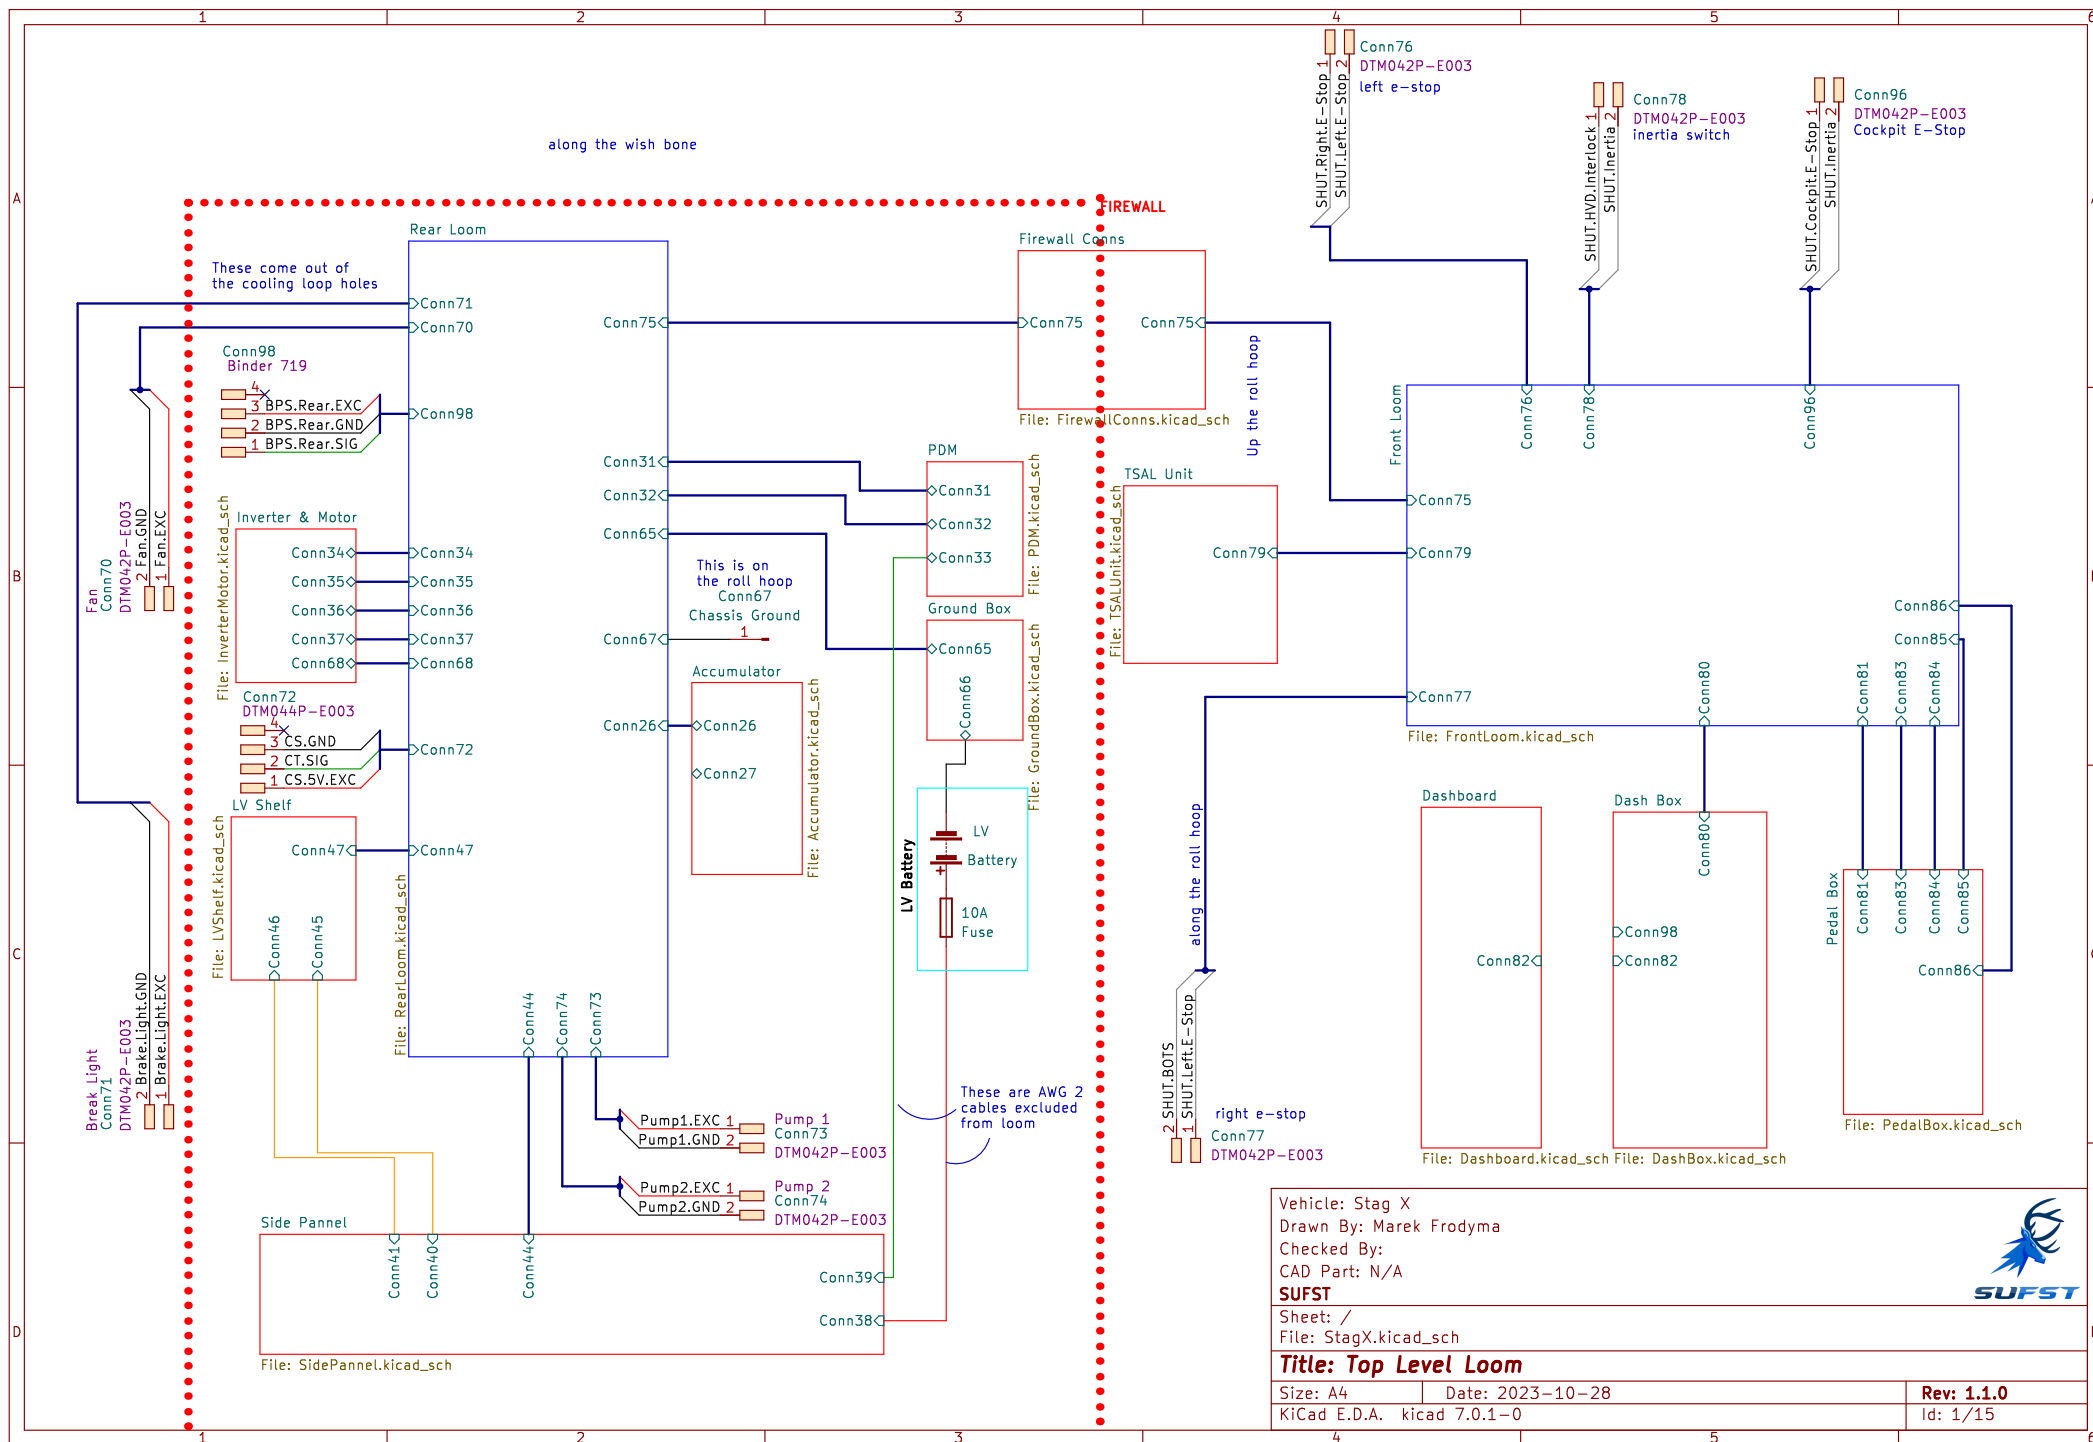 1
2
3
4
5
6
A
B
C
D
Conn76
DTM042P-E003
left e-stop
1
2
SHUT.Right.E-Stop
SHUT.Left.E-Stop
Conn78
DTM042P-E003
inertia switch
1
2
SHUT.HVD.Interlock
SHUT.Inertia
Conn96
DTM042P-E003
Cockpit E-Stop
1
2
SHUT.Cockpit.E-Stop
SHUT.Inertia
along the wish bone
FIREWALL
Rear Loom
These come out of
the cooling loop holes
Conn71
Conn70
Conn98
Conn34
Conn35
Conn36
Conn37
Conn68
Conn72
Conn47
Conn75
Conn31
Conn32
Conn65
Conn67
Conn26
Conn44
Conn74
Conn73
File: RearLoom.kicad_sch
Conn98
Binder 719
4
3 BPS.Rear.EXC
2 BPS.Rear.GND
1 BPS.Rear.SIG
Fan
Conn70
DTM042P-E003
2 Fan.GND
1 Fan.EXC
Inverter & Motor
Conn34
Conn35
Conn36
Conn37
Conn68
File: InverterMotor.kicad_sch
Conn72
DTM044P-E003
4
3 CS.GND
2 CT.SIG
1 CS.5V.EXC
LV Shelf
Conn47
Conn46
Conn45
File: LVShelf.kicad_sch
Break Light
Conn71
DTM042P-E003
2 Brake.Light.GND
1 Brake.Light.EXC
Firewall Conns
Conn75
Conn75
File: FirewallConns.kicad_sch
PDM
Conn31
Conn32
Conn33
File: PDM.kicad_sch
This is on
the roll hoop
Conn67
Chassis Ground
1
Ground Box
Conn65
Conn66
File: GroundBox.kicad_sch
Accumulator
Conn26
Conn27
File: Accumulator.kicad_sch
LV Battery
LV
Battery
10A
Fuse
These are AWG 2
cables excluded
from loom
Pump1.EXC 1
Pump1.GND 2
Pump 1
Conn73
DTM042P-E003
Pump2.EXC 1
Pump2.GND 2
Pump 2
Conn74
DTM042P-E003
Side Pannel
Conn41
Conn40
Conn44
Conn39
Conn38
File: SidePannel.kicad_sch
Up the roll hoop
TSAL Unit
Conn79
File: TSALUnit.kicad_sch
Front Loom
Conn76
Conn78
Conn96
Conn75
Conn79
Conn77
Conn86
Conn85
Conn80
Conn81
Conn83
Conn84
File: FrontLoom.kicad_sch
along the roll hoop
2 SHUT.BOTS
1 SHUT.Left.E-Stop
right e-stop
Conn77
DTM042P-E003
Dashboard
Conn82
File: Dashboard.kicad_sch
Dash Box
Conn80
Conn98
Conn82
File: DashBox.kicad_sch
Pedal Box
Conn81
Conn83
Conn84
Conn85
Conn86
File: PedalBox.kicad_sch
Vehicle: Stag X
Drawn By: Marek Frodyma
Checked By:
CAD Part: N/A
SUFST
SUFST
Sheet: /
File: StagX.kicad_sch
Title: Top Level Loom
Size: A4
Date: 2023-10-28
Rev: 1.1.0
KiCad E.D.A. kicad 7.0.1-0
Id: 1/15
1
2
3
4
5
6